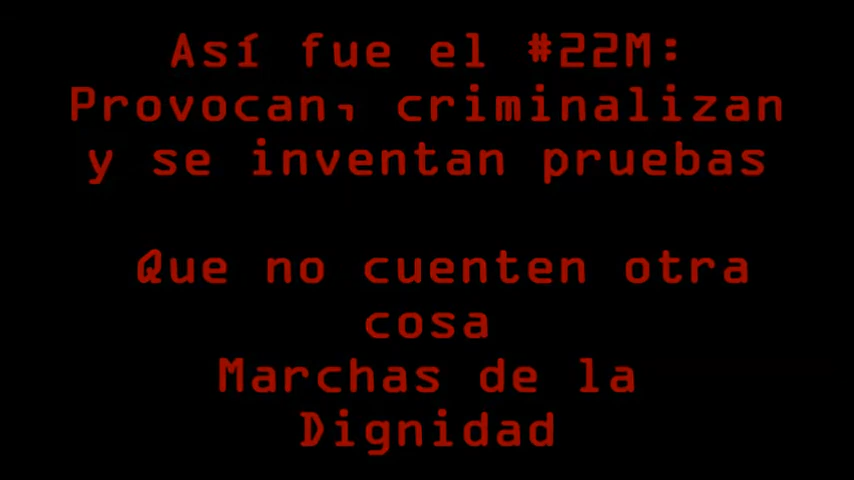 Así fue el #22M:
Provocan, criminalizan
y se inventan pruebas
Que no cuenten otra
cosa
Marchas de la
Dignidad